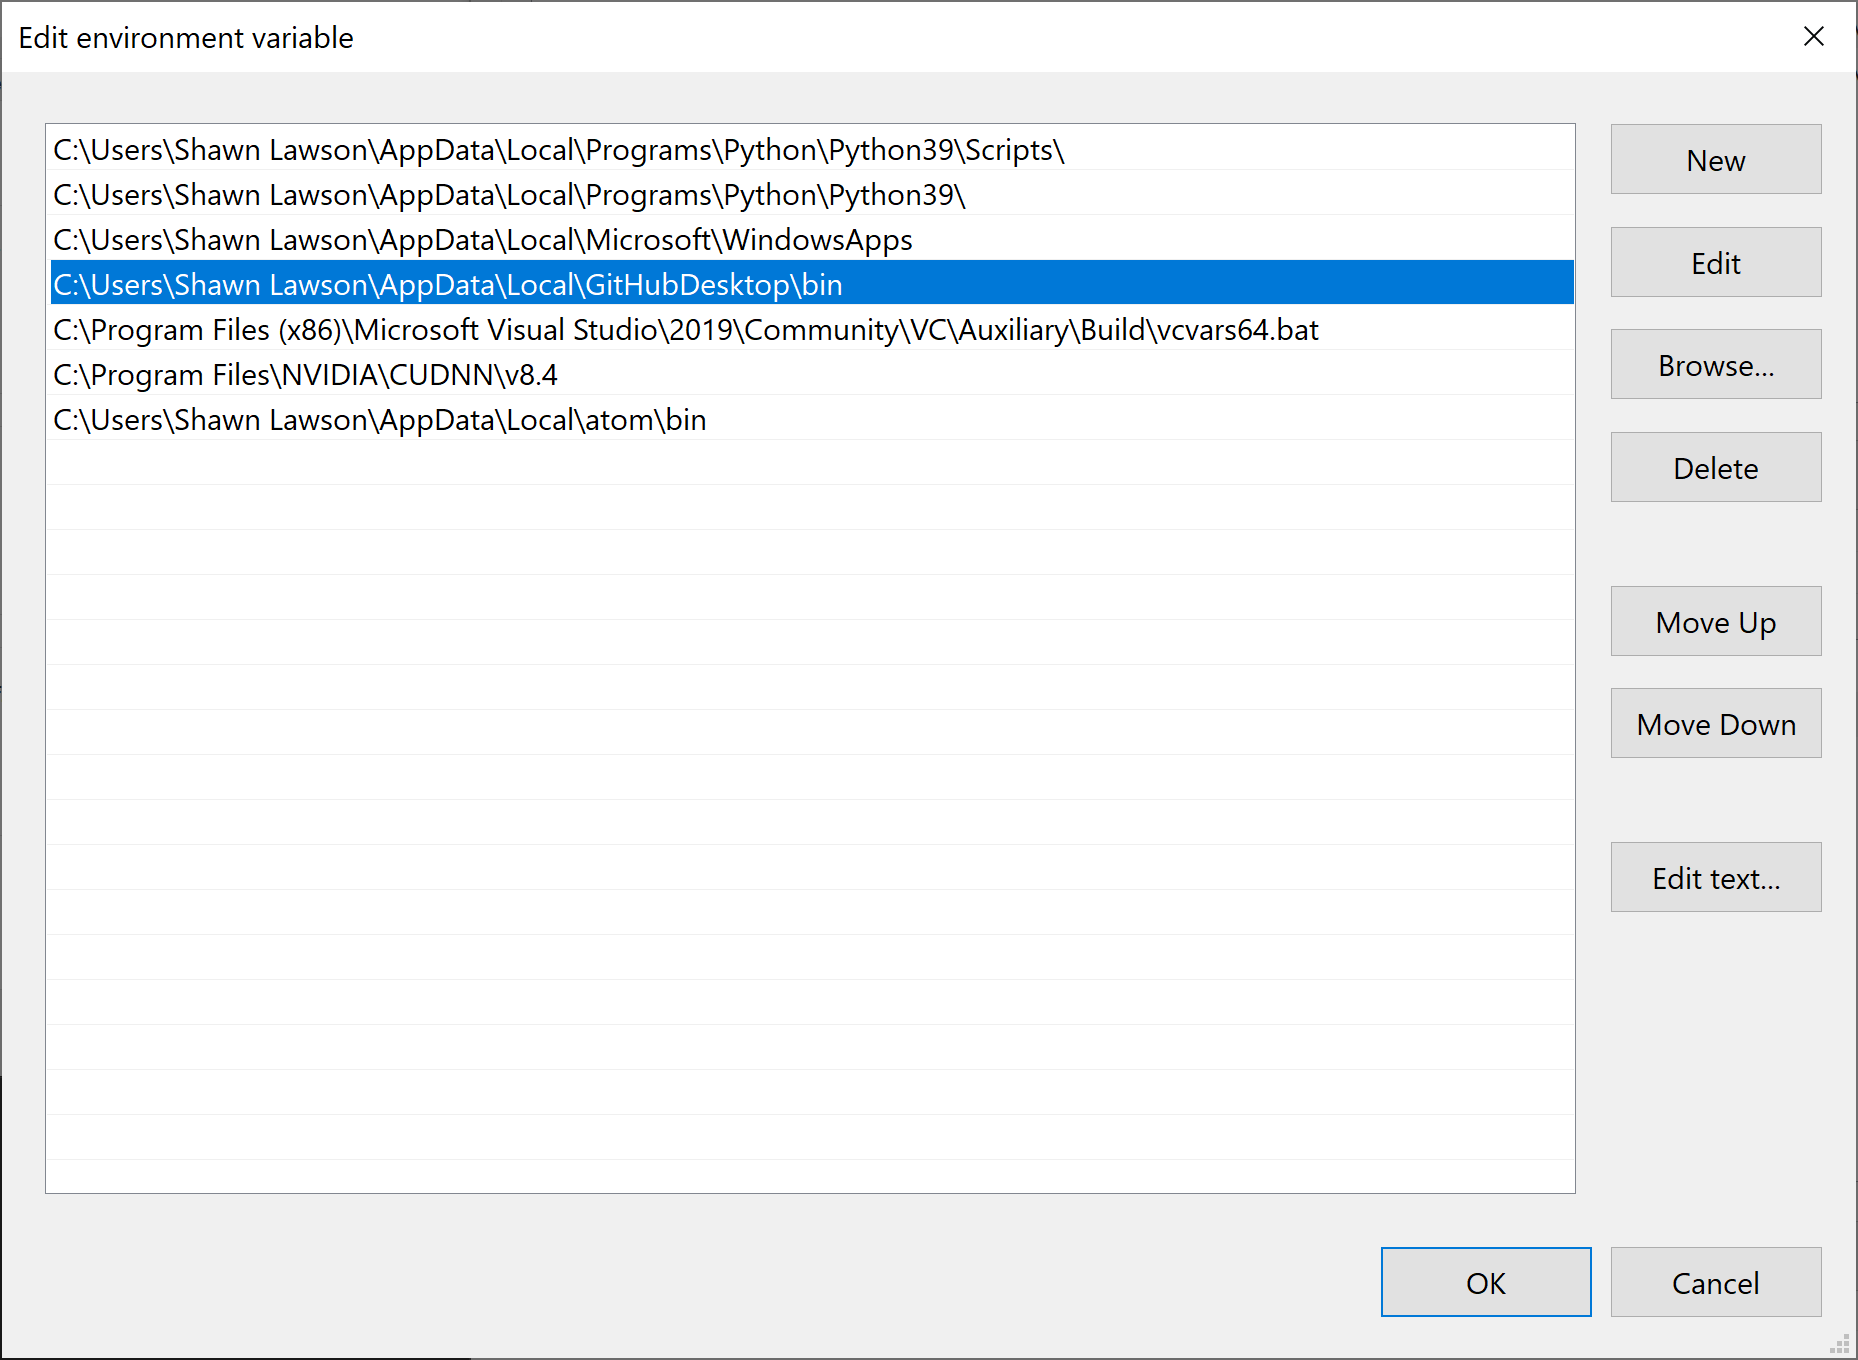 Edit environment variable
C:\Users\Shawn Lawson\AppData\Local\Programs\Python\Python39\Scripts\
C:\Users\Shawn Lawson\AppData\Local\Programs\Python\Python39\
C:\Users\Shawn Lawson\AppData\Local\Microsoft\WindowsApps
C:\Users\Shawn Lawson\AppData\Local\GitHubDesktop\bin
C:\Program Files (x86)\Microsoft Visual Studio\2019\Community\VC\Auxiliary\Build\vcvars64.bat
C:\Program Files\NVIDIA\CUDNN\v8.4
C:\Users\Shawn Lawson\AppData\Local\atom\bin
New
Edit
Browse...
Delete
Move Up
Move Down
Edit text...
OK
Cancel